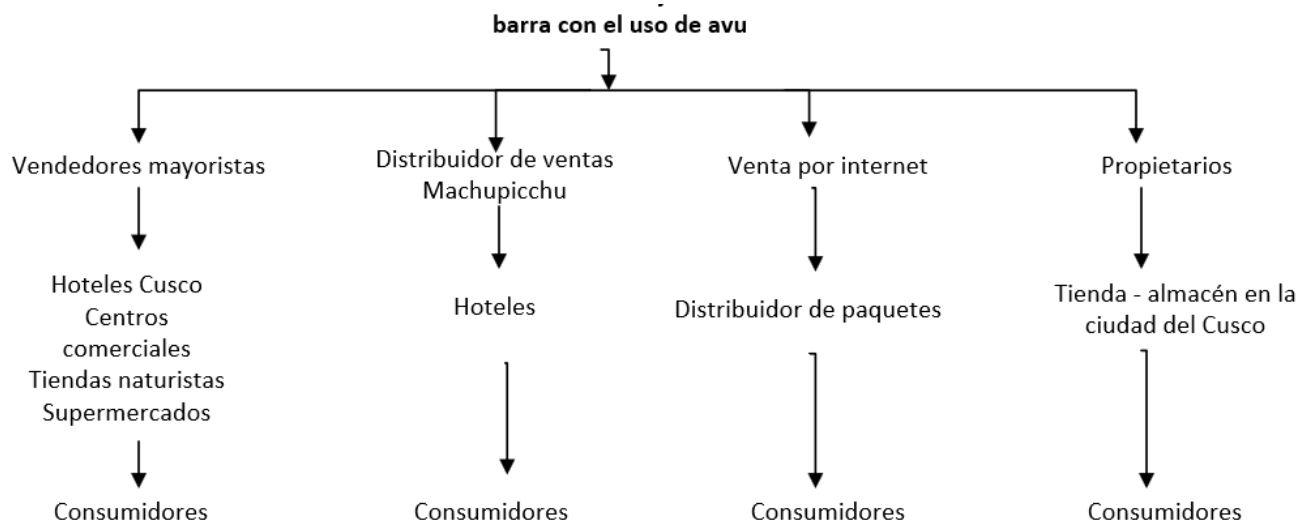 barra con el uso de avu
Vendedores mayoristas
Distribuidor de ventas
Machupicchu
Venta por internet
Propietarios
Hoteles Cusco
Centros
comerciales
Tiendas naturistas
Supermercados
Hoteles
Distribuidor de paquetes
Tienda - almacén en la
ciudad del Cusco
Consumidores
Consumidores
Consumidores
Consumidores